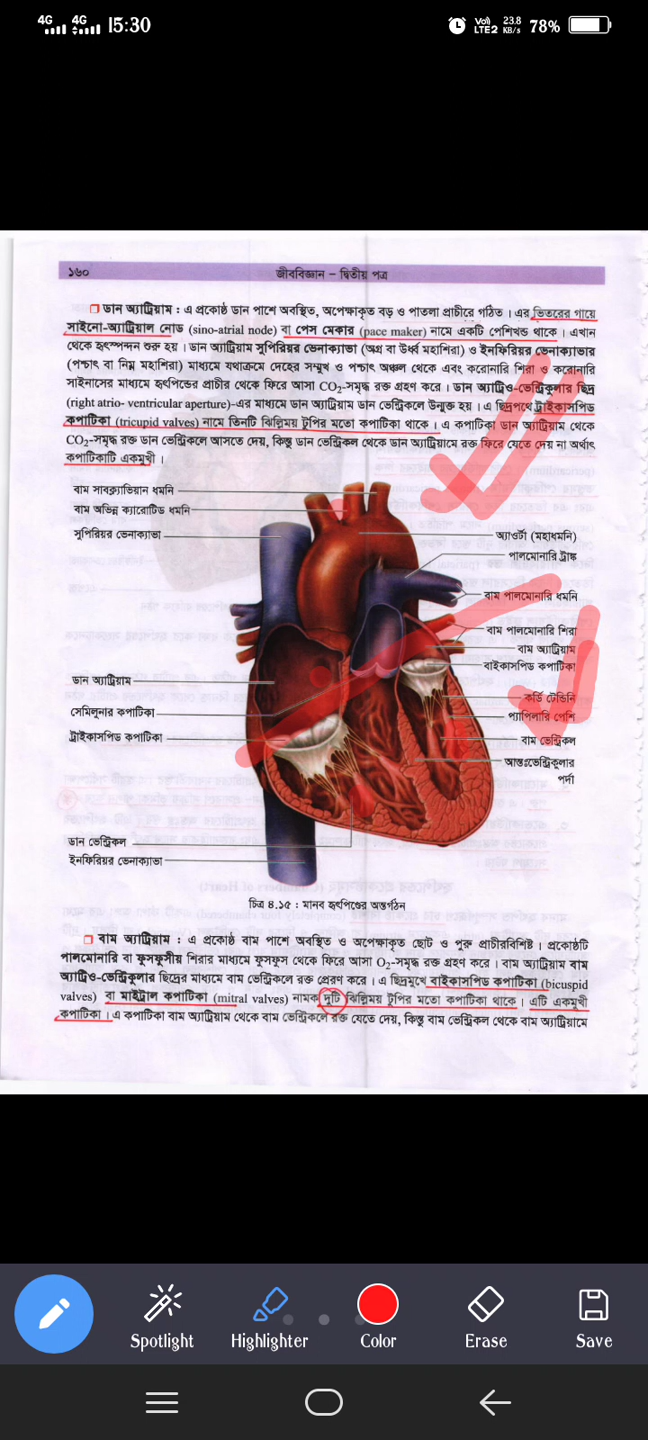 4G 4G 15:30 Vo) LTE2 23.8 KB/s 78%
১৬০ জীববিজ্ঞান – দ্বিতীয় পত্র
❑ ডান অ্যাট্রিয়াম : এ প্রকোষ্ঠ ডান পাশে অবস্থিত, অপেক্ষাকৃত বড় ও পাতলা প্রাচীরে গঠিত। এর ভিতরের গায়ে
সাইনো-অ্যাট্রিয়াল নোড (sino-atrial node) বা পেস মেকার (pace maker) নামে একটি পেশিখন্ড থাকে। এখান
থেকে হৃৎস্পন্দন শুরু হয়। ডান অ্যাট্রিয়াম সুপিরিয়র ভেনাক্যাভা (অগ্র বা উর্ধ্ব মহাশিরা) ও ইনফিরিয়র ভেনাক্যাভার
(পশ্চাৎ বা নিম্ন মহাশিরা) মাধ্যমে যথাক্রমে দেহের সম্মুখ ও পশ্চাৎ অঞ্চল থেকে এবং করোনারি শিরা ও করোনারি
সাইনাসের মাধ্যমে হৃৎপিন্ডের প্রাচীর থেকে ফিরে আসা CO₂-সমৃদ্ধ রক্ত গ্রহণ করে। ডান অ্যাট্রিও-ভেন্ট্রিকুলার ছিদ্র
(right atrio- ventricular aperture)-এর মাধ্যমে ডান অ্যাট্রিয়াম ডান ভেন্ট্রিকলে উন্মুক্ত হয়। এ ছিদ্রপথে ট্রাইকাসপিড
কপাটিকা (tricupid valves) নামে তিনটি ঝিল্লিময় টুপির মতো কপাটিকা থাকে। এ কপাটিকা ডান অ্যাট্রিয়াম থেকে
CO₂-সমৃদ্ধ রক্ত ডান ভেন্ট্রিকলে আসতে দেয়, কিন্তু ডান ভেন্ট্রিকল থেকে ডান অ্যাট্রিয়ামে রক্ত ফিরে যেতে দেয় না অর্থাৎ
কপাটিকাটি একমুখী।
বাম সাবক্ল্যাভিয়ান ধমনি
বাম অভিন্ন ক্যারোটিড ধমনি
সুপিরিয়র ভেনাক্যাভা
অ্যাওর্টা (মহাধমনি)
পালমোনারি ট্রাঙ্ক
বাম পালমোনারি ধমনি
বাম পালমোনারি শিরা
বাম অ্যাট্রিয়াম
বাইকাসপিড কপাটিকা
ডান অ্যাট্রিয়াম
কর্ডি টেন্ডিনি
সেমিলুনার কপাটিকা
প্যাপিলারি পেশি
ট্রাইকাসপিড কপাটিকা
বাম ভেন্ট্রিকল
আন্তঃভেন্ট্রিকুলার
পর্দা
ডান ভেন্ট্রিকল
ইনফিরিয়র ভেনাক্যাভা
চিত্র ৪.১৫ : মানব হৃৎপিণ্ডের অন্তর্গঠন
❑ বাম অ্যাট্রিয়াম : এ প্রকোষ্ঠ বাম পাশে অবস্থিত ও অপেক্ষাকৃত ছোট ও পুরু প্রাচীরবিশিষ্ট। প্রকোষ্ঠটি
পালমোনারি বা ফুসফুসীয় শিরার মাধ্যমে ফুসফুস থেকে ফিরে আসা O₂-সমৃদ্ধ রক্ত গ্রহণ করে। বাম অ্যাট্রিয়াম বাম
অ্যাট্রিও-ভেন্ট্রিকুলার ছিদ্রের মাধ্যমে বাম ভেন্ট্রিকলে রক্ত প্রেরণ করে। এ ছিদ্রমুখে বাইকাসপিড কপাটিকা (bicuspid
valves) বা মাইট্রাল কপাটিকা (mitral valves) নামক দুটি ঝিল্লিময় টুপির মতো কপাটিকা থাকে। এটি একমুখী
কপাটিকা। এ কপাটিকা বাম অ্যাট্রিয়াম থেকে বাম ভেন্ট্রিকলে রক্ত যেতে দেয়, কিন্তু বাম ভেন্ট্রিকল থেকে বাম অ্যাট্রিয়ামে
Spotlight Highlighter Color Erase Save